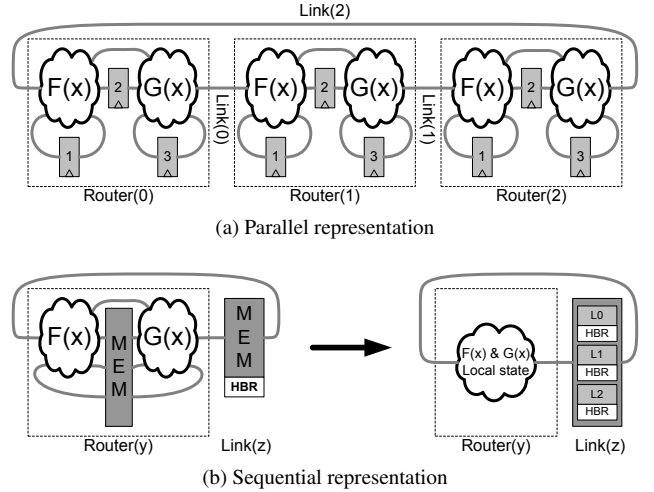 Link(2)
F(x) 2 G(x) F(x) 2 G(x) F(x) 2 G(x)
Link(0) Link(1)
1 3 1 3 1 3
Router(0) Router(1) Router(2)
(a) Parallel representation
F(x) MEM G(x) MEM HBR
Router(y) Link(z)
F(x) & G(x)
Local state
L0
HBR
L1
HBR
L2
HBR
Router(y) Link(z)
(b) Sequential representation